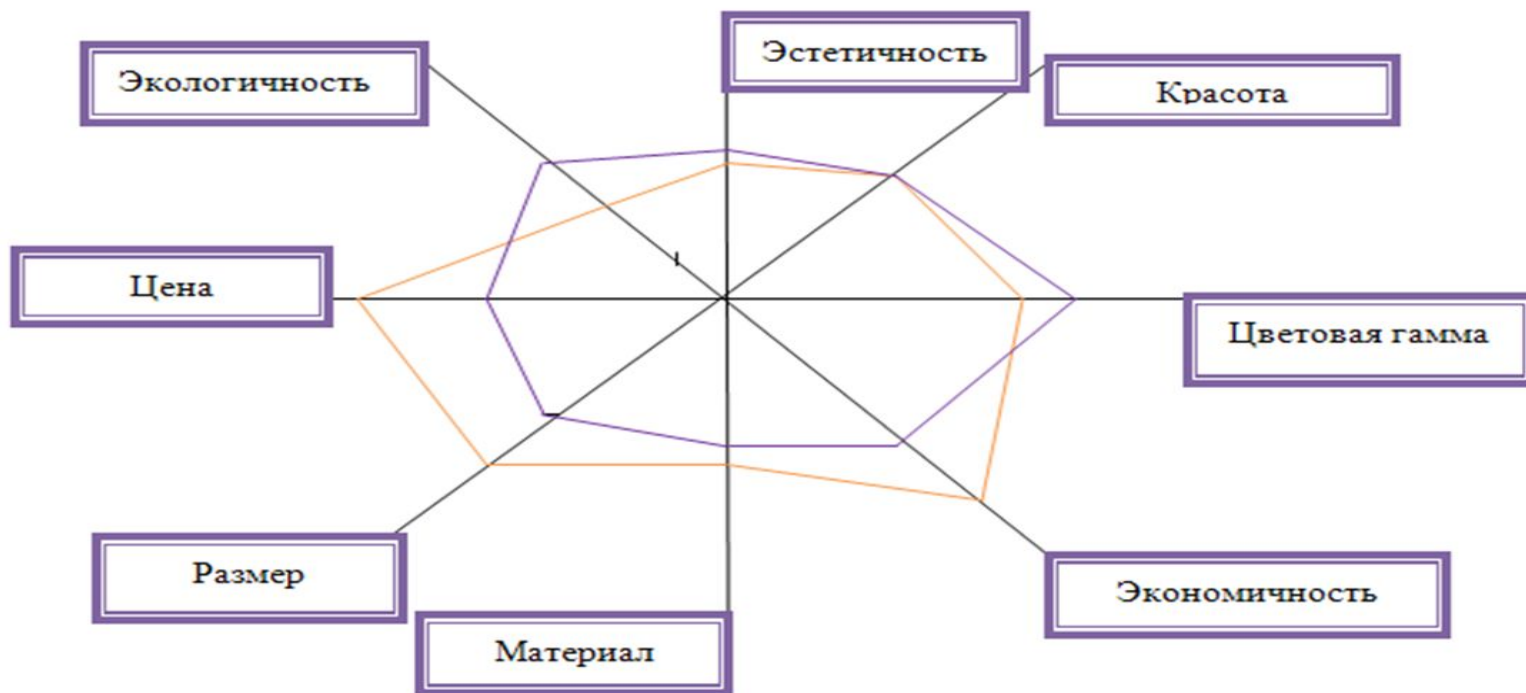 Эстетичность
Экологичность
Красота
Цена
Цветовая гамма
Размер
Экономичность
Материал